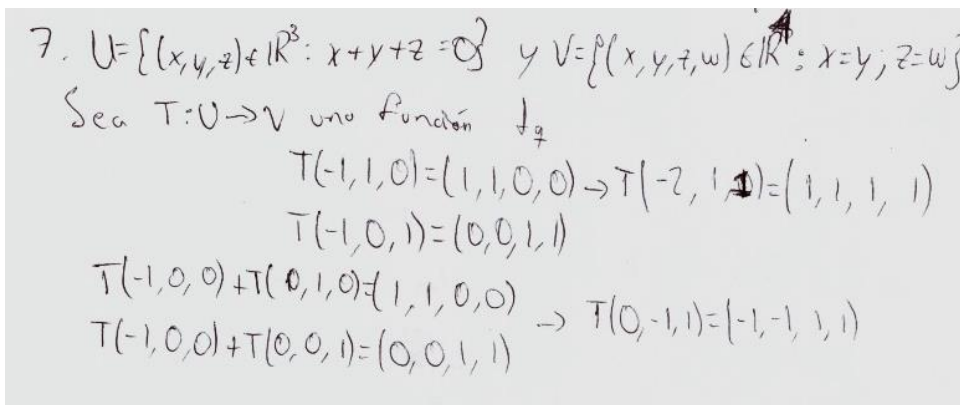 7. U={(x,y,z)∈ℝ³: x+y+z=0} y V={(x,y,z,w)∈ℝ⁴: x=y; z=w}
Sea T:U→V una función tq
T(-1,1,0)=(1,1,0,0)→T(-2,1,1)=(1,1,1,1)
T(-1,0,1)=(0,0,1,1)
T(-1,0,0)+T(0,1,0)=(1,1,0,0)
→ T(0,-1,1)=(-1,-1,1,1)
T(-1,0,0)+T(0,0,1)=(0,0,1,1)